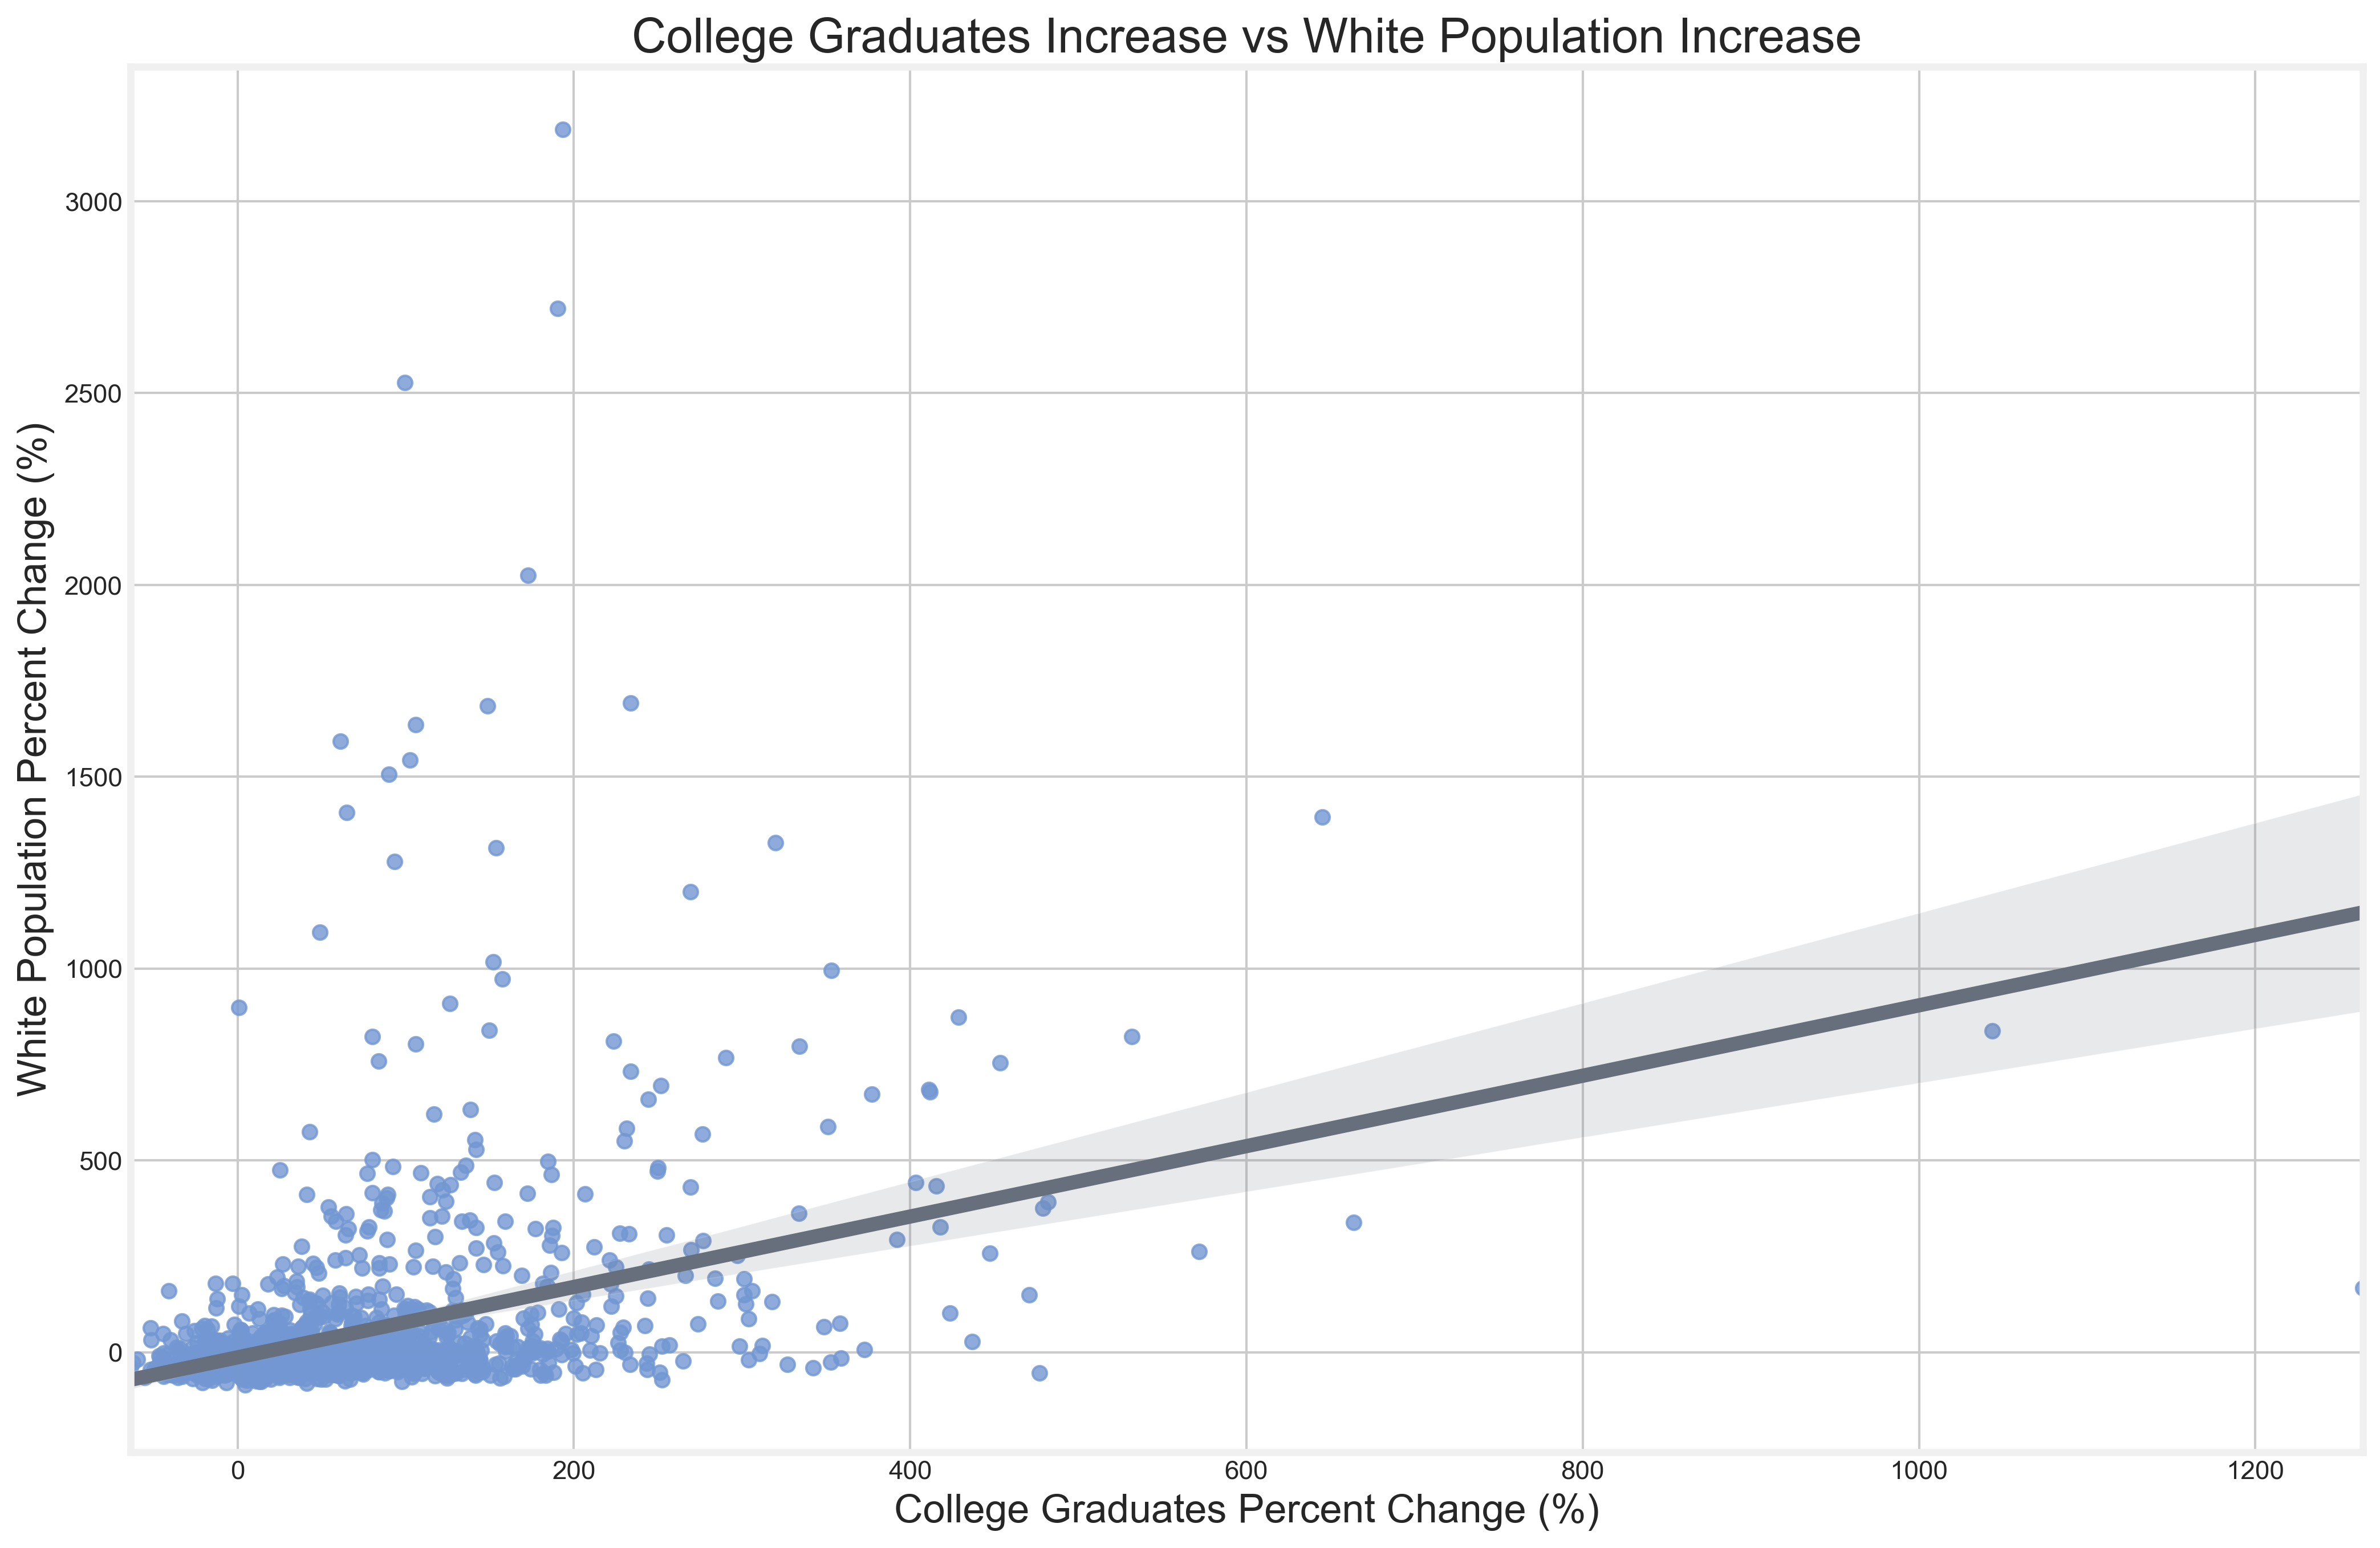 College Graduates Increase vs White Population Increase
White Population Percent Change (%)
3000
2500
2000
1500
1000
500
0
0 200 400 600 800 1000 1200
College Graduates Percent Change (%)